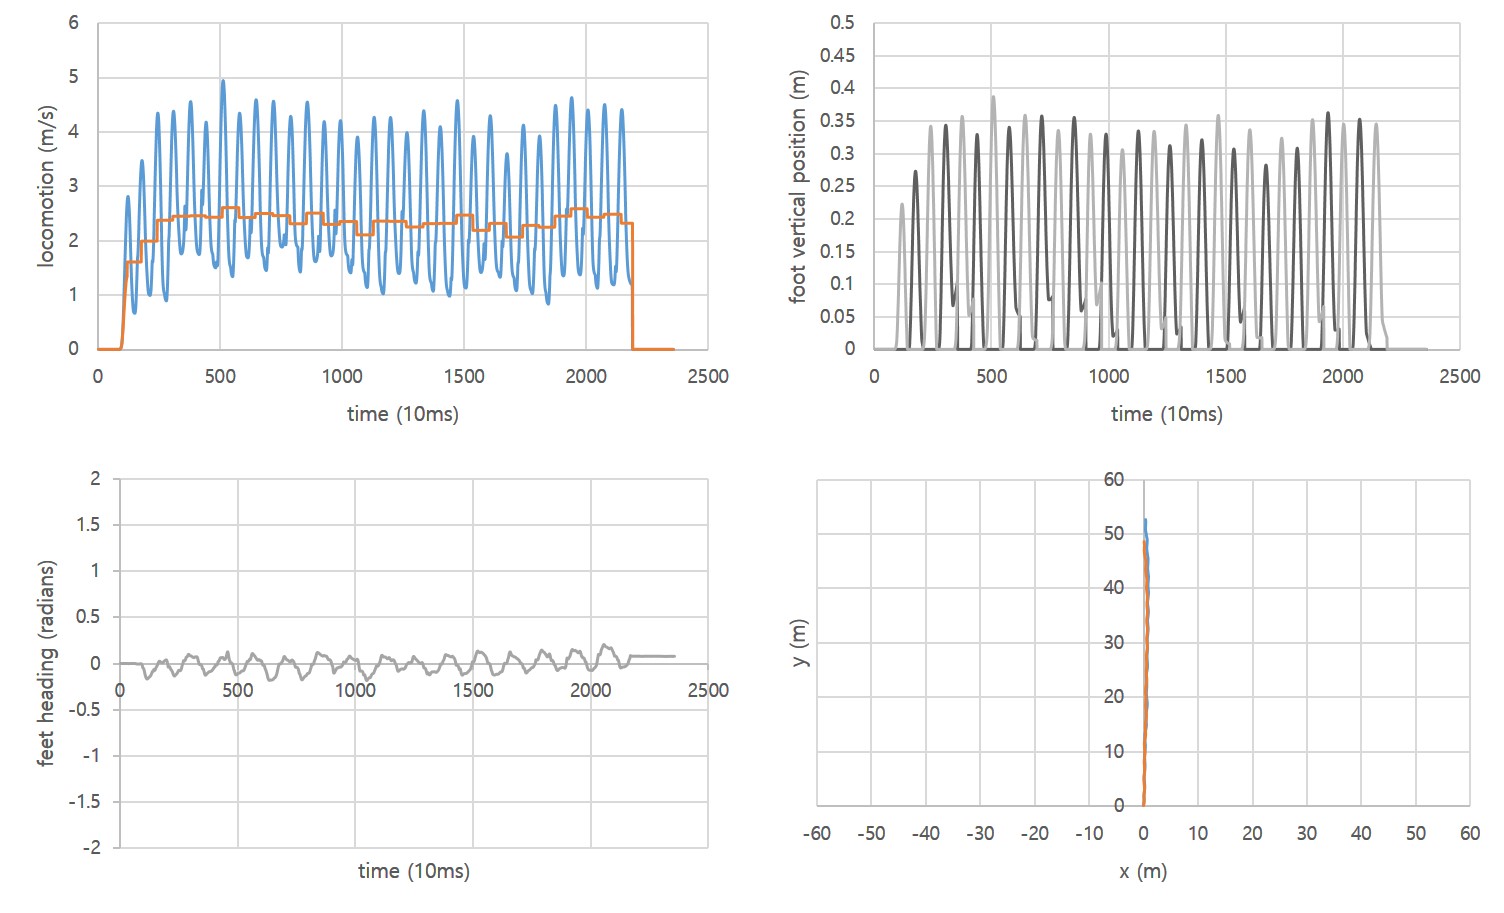 6
5
4
3
2
1
0
locomotion (m/s)
0 500 1000 1500 2000 2500
time (10ms)
0.5
0.45
0.4
0.35
0.3
0.25
0.2
0.15
0.1
0.05
0
foot vertical position (m)
0 500 1000 1500 2000 2500
time (10ms)
2
1.5
1
0.5
0
-0.5
-1
-1.5
-2
feet heading (radians)
0 500 1000 1500 2000 2500
time (10ms)
60
50
40
30
20
10
0
y (m)
-60 -50 -40 -30 -20 -10 0 10 20 30 40 50 60
x (m)